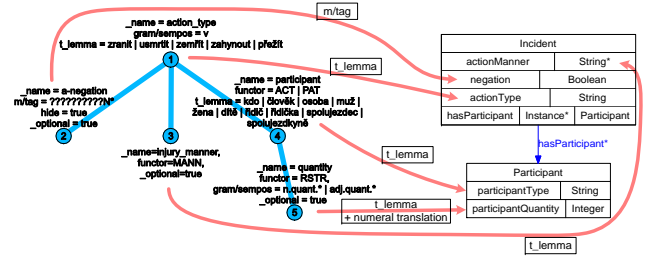 m/tag
_name = action_type
gram/sempos = v
t_lemma = zranit | usmrtit | zemřít | zahynout | přežít
1
t_lemma
Incident
actionManner String*
negation Boolean
actionType String
hasParticipant Instance* Participant
_name = a-negation
m/tag = ??????????N*
hide = true
_optional = true
2
_name = participant
functor = ACT | PAT
t_lemma = kdo | člověk | osoba | muž |
žena | dítě | řidič | řidička | spolujezdec |
spolujezdkyně
3
4
_name=injury_manner,
functor=MANN,
_optional=true
hasParticipant*
t_lemma
_name = quantity
functor = RSTR,
gram/sempos = n.quant.* | adj.quant.*
_optional = true
5
Participant
participantType String
participantQuantity Integer
t_lemma
+ numeral translation
t_lemma